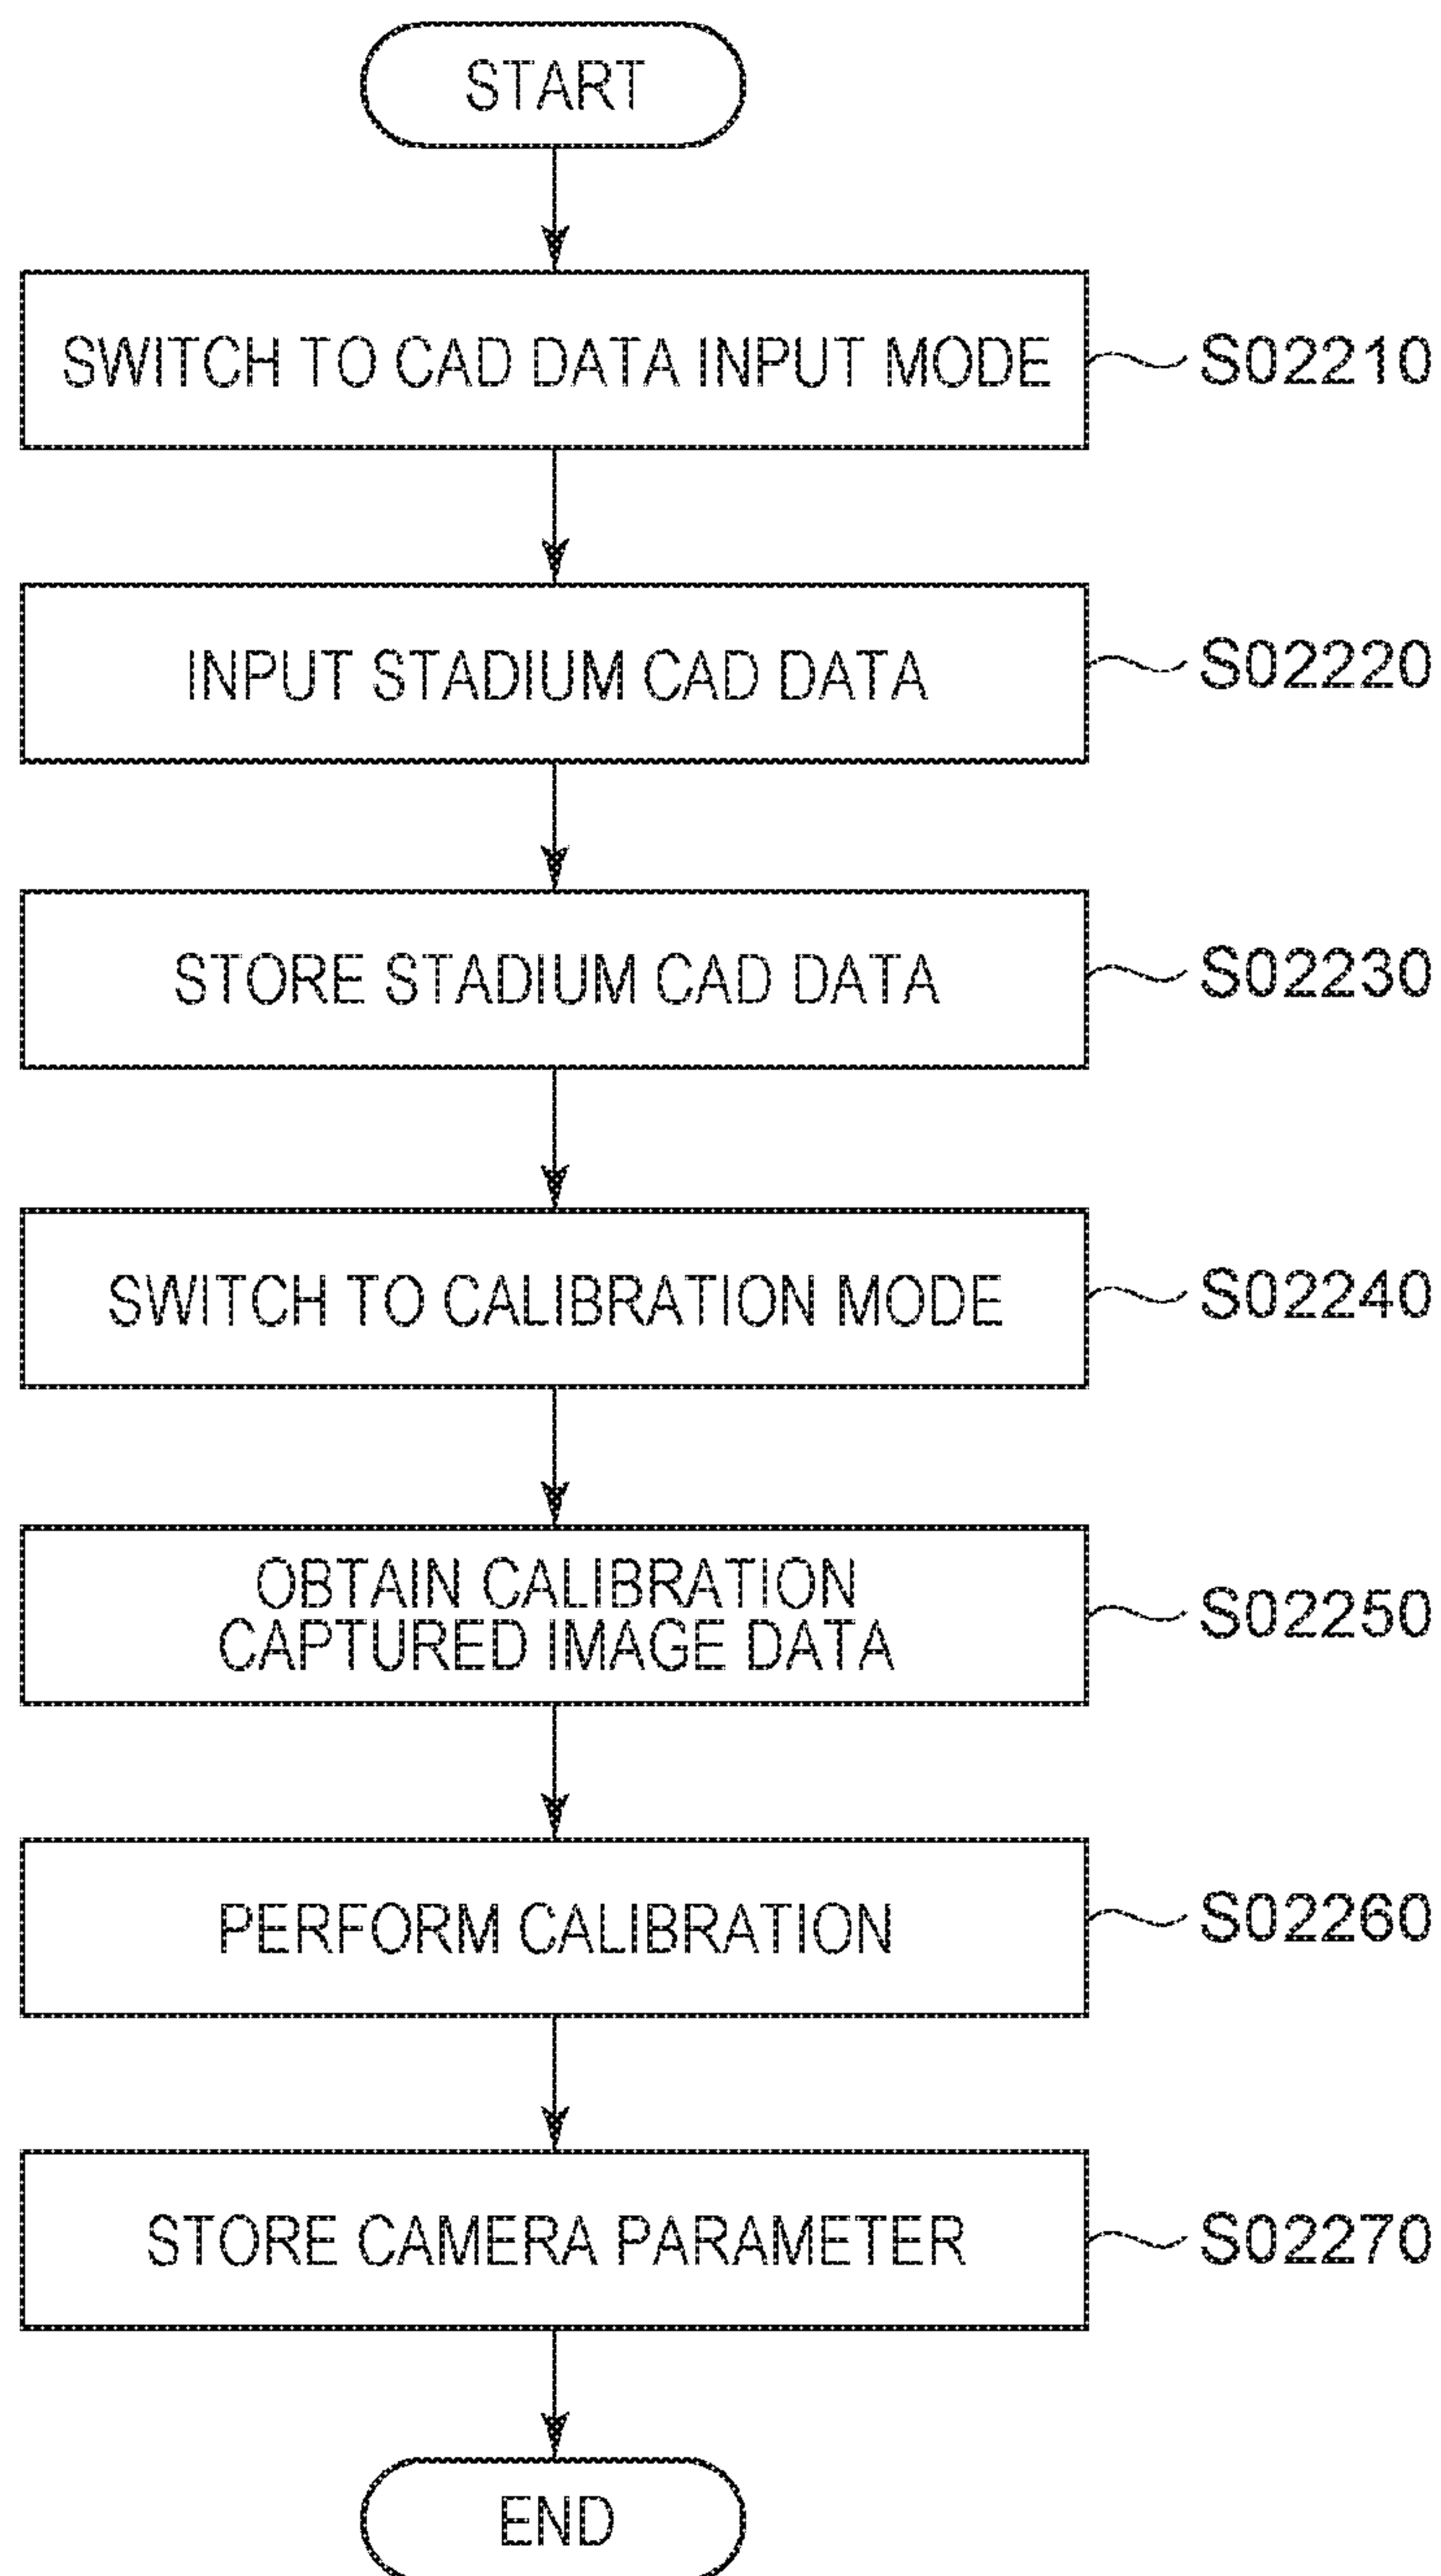 START
SWITCH TO CAD DATA INPUT MODE
S02210
INPUT STADIUM CAD DATA
S02220
STORE STADIUM CAD DATA
S02230
SWITCH TO CALIBRATION MODE
S02240
OBTAIN CALIBRATION
CAPTURED IMAGE DATA
S02250
PERFORM CALIBRATION
S02260
STORE CAMERA PARAMETER
S02270
END